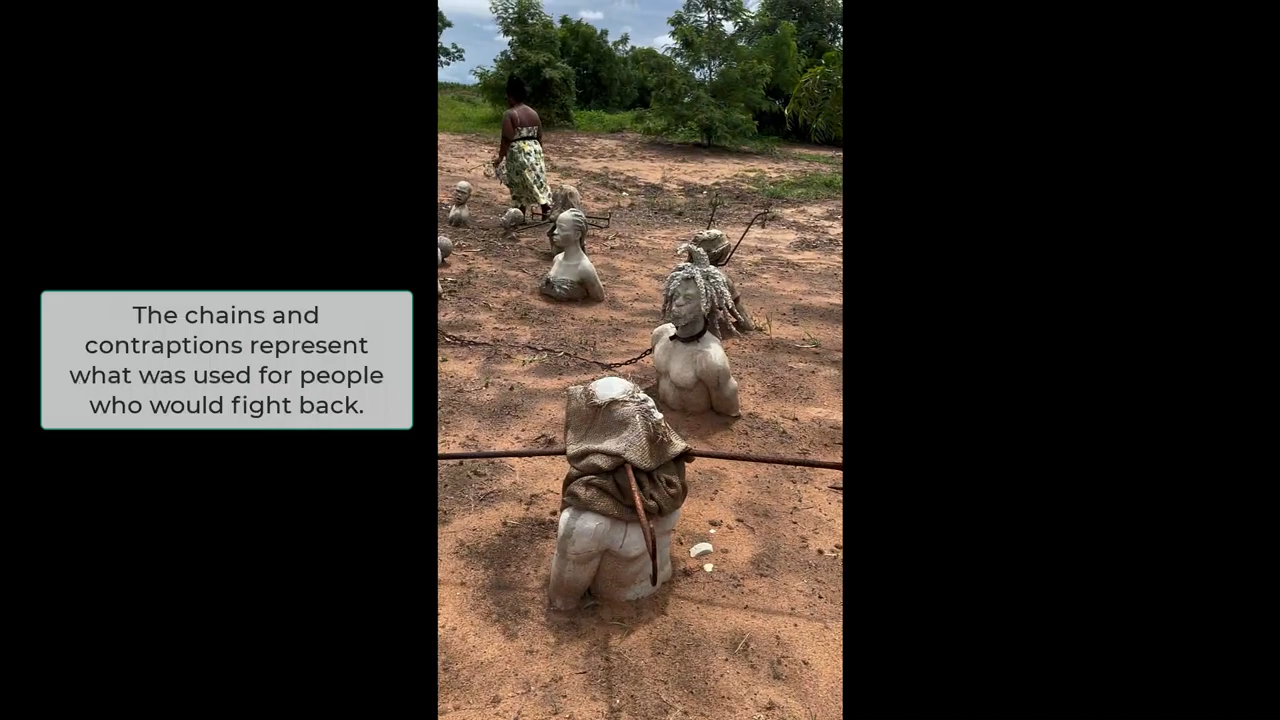 The chains and
contraptions represent
what was used for people
who would fight back.